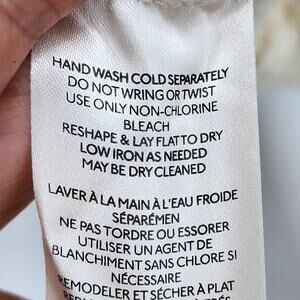 HAND WASH COLD SEPARATELY
DO NOT WRING OR TWIST
USE ONLY NON-CHLORINE
BLEACH
RESHAPE & LAY FLAT TO DRY
LOW IRON AS NEEDED
MAY BE DRY CLEANED
LAVER À LA MAIN À L'EAU FROIDE
SÉPARÉMEN
NE PAS TORDRE OU ESSORER
UTILISER UN AGENT DE
BLANCHIMENT SANS CHLORE SI
NÉCESSAIRE
REMODELER ET SÉCHER À PLAT